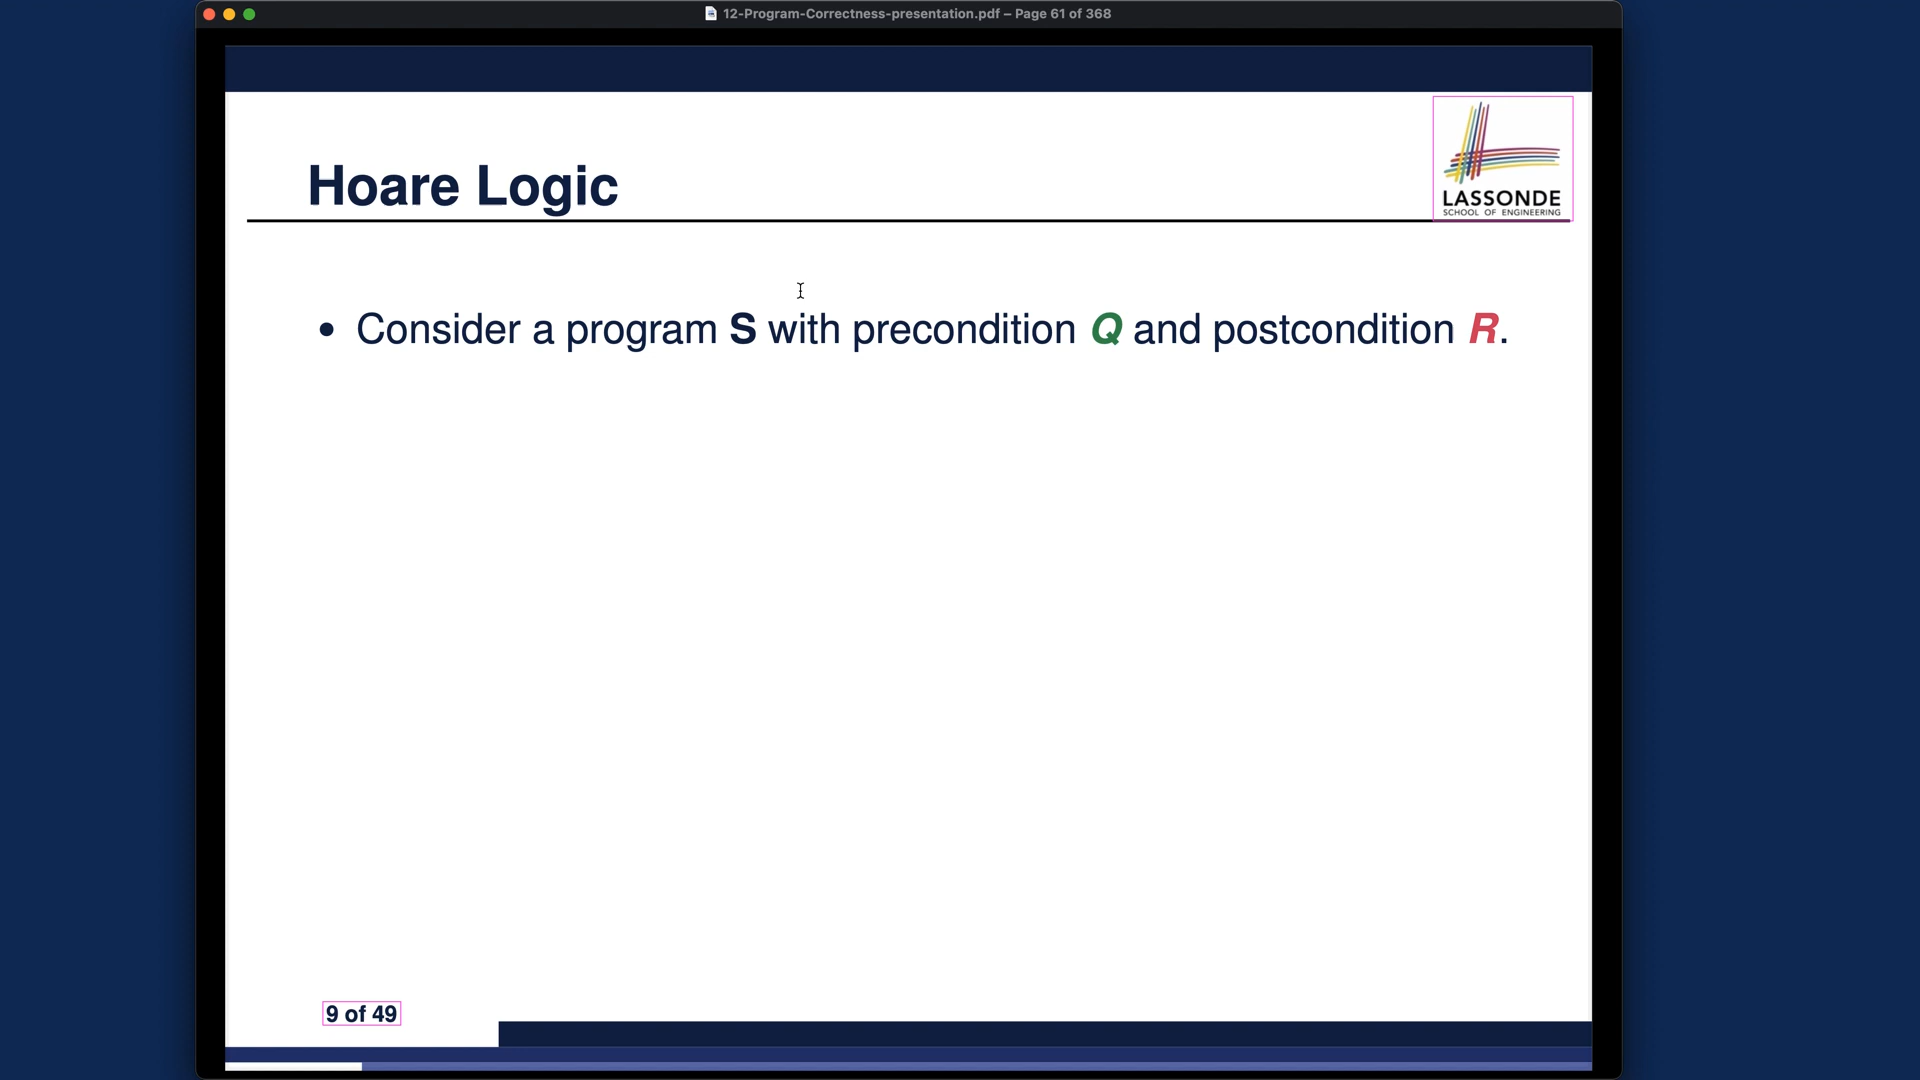 12-Program-Correctness-presentation.pdf – Page 61 of 368
LASSONDE
SCHOOL OF ENGINEERING
Hoare Logic
• Consider a program S with precondition Q and postcondition R.
9 of 49